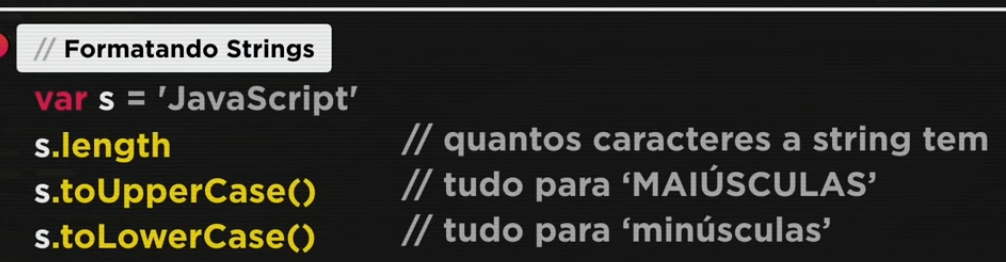 // Formatando Strings
var s = 'JavaScript'
s.length // quantos caracteres a string tem
s.toUpperCase() // tudo para ‘MAIÚSCULAS’
s.toLowerCase() // tudo para ‘minúsculas’